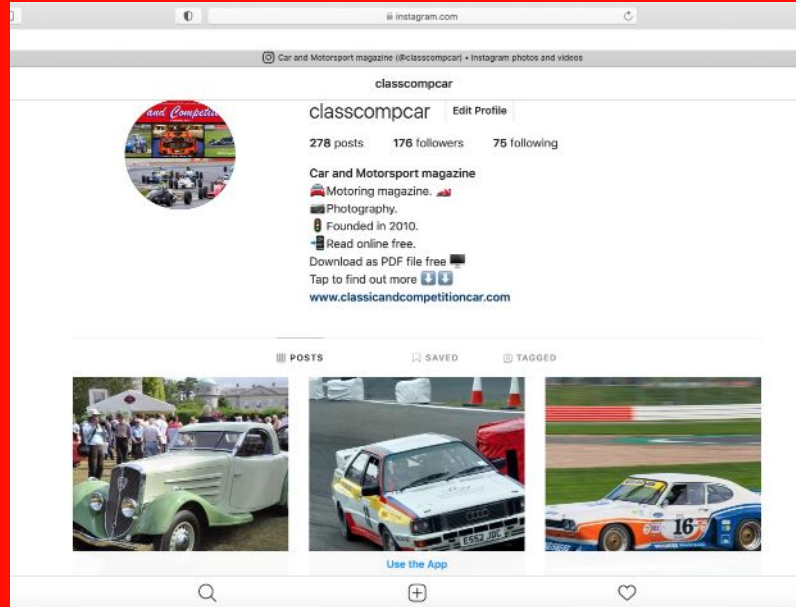 instagram.com
Car and Motorsport magazine (@classcompcar) • Instagram photos and videos
classcompcar
and Competiti
classcompcar Edit Profile
278 posts 176 followers 75 following
Car and Motorsport magazine
Motoring magazine.
Photography.
Founded in 2010.
Read online free.
Download as PDF file free
Tap to find out more
www.classicandcompetitioncar.com
POSTS SAVED TAGGED
E552 JDC
16
Use the App